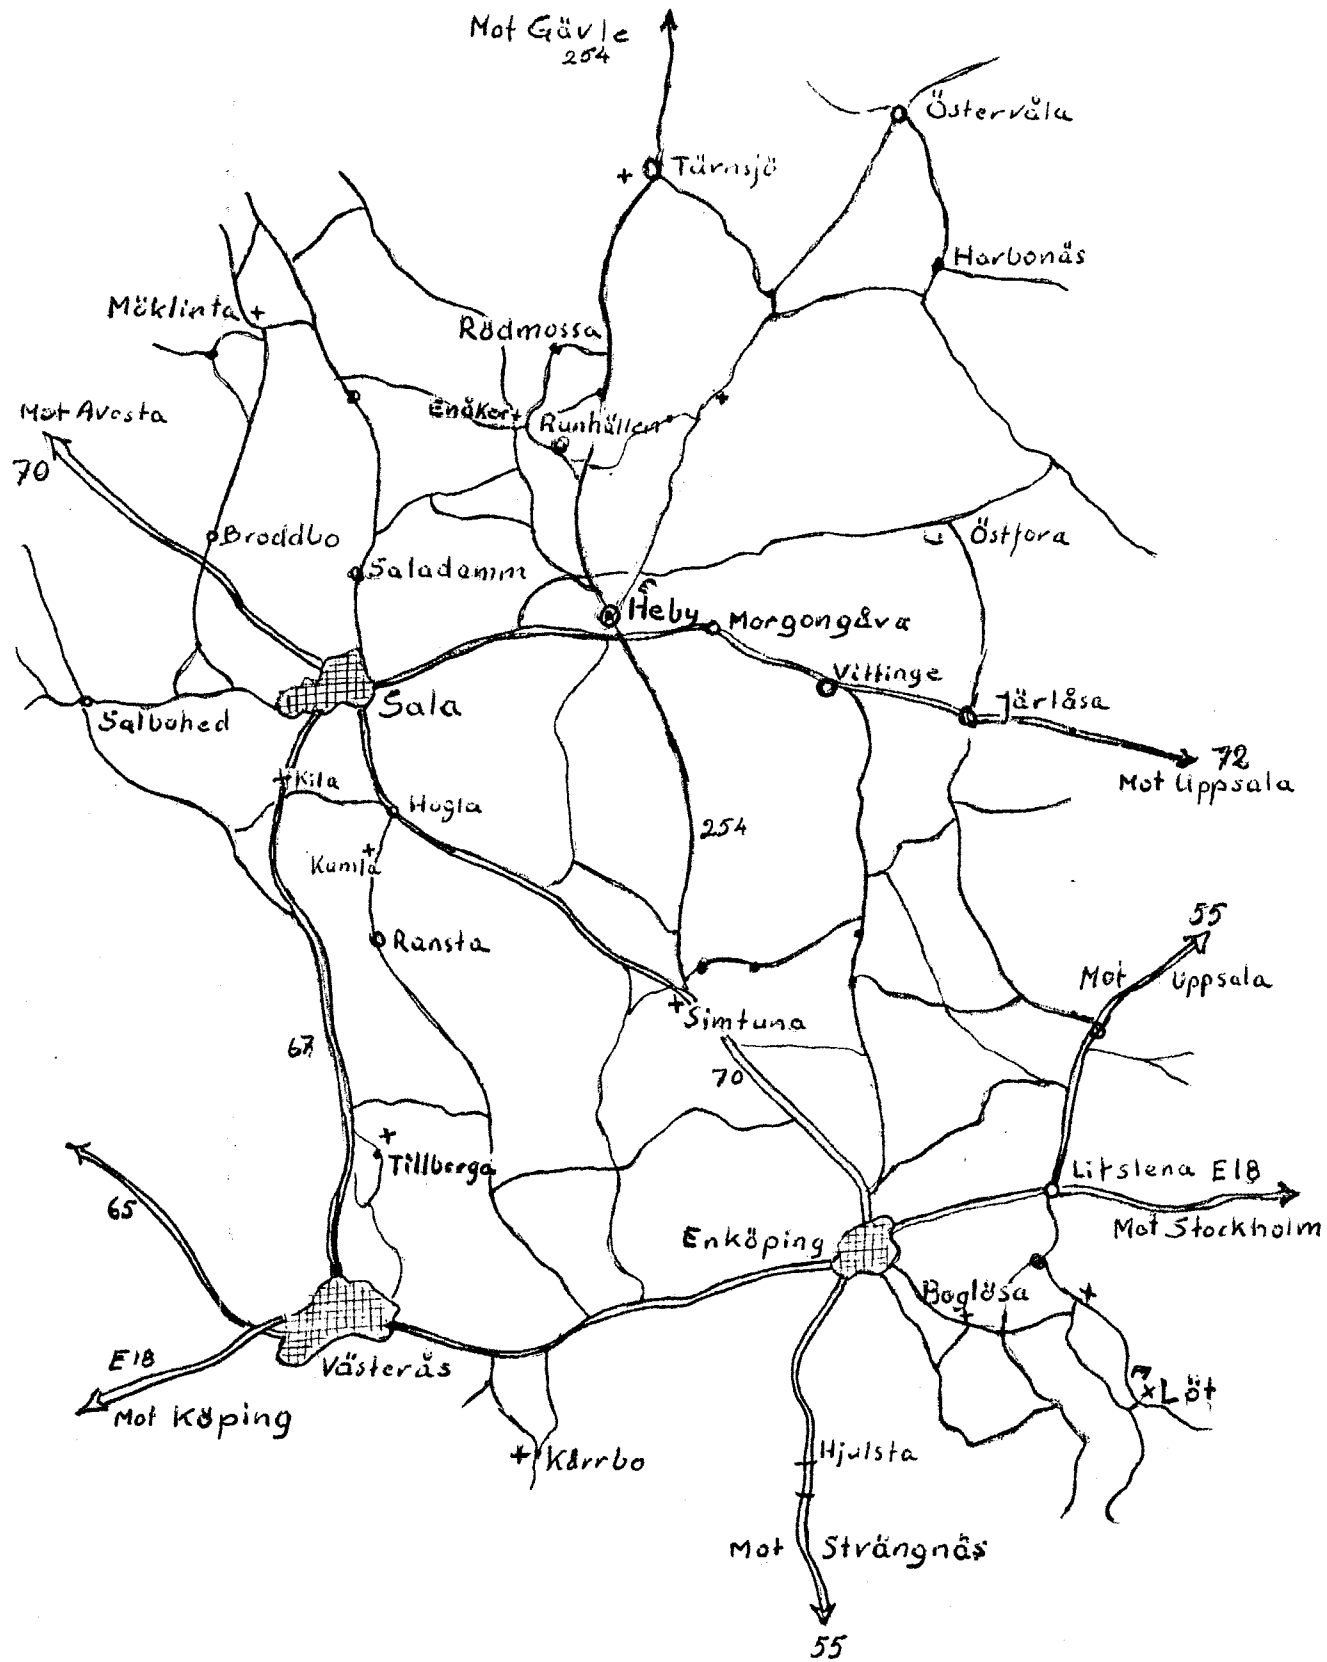 Mot Gävle
254
Östervåla
Tärnsjö
Harbonäs
Möklinta
Rödmossa
Mot Avesta
Enåker
Runhällen
70
Broddbo
Östfora
Saladamm
Heby
Morgongåva
Vittinge
Sala
Järlåsa
Salbohed
72
Mot Uppsala
Kila
Hogla
254
Kumla
55
Ransta
Mot Uppsala
Simtuna
67
70
Tillberga
Litslena E18
65
Mot Stockholm
Enköping
Boglösa
E18
Västerås
Löt
Mot Köping
Hjulsta
Kärrbo
Mot Strängnäs
55